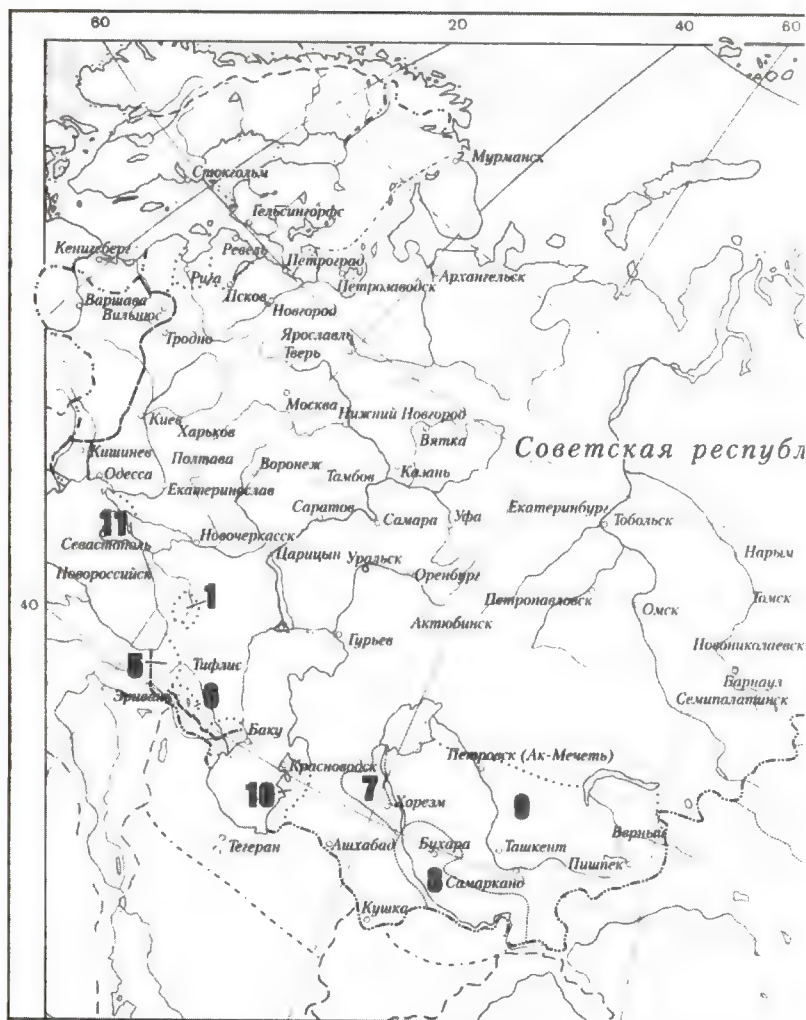 60 20 40 60
Мурманск
Стокгольм
Гельсингфорс
Кенигсберг
Ревель
Петроград
Архангельск
Рига
Петрозаводск
Псков
Варшава
Вильнюс
Новгород
Гродно
Ярославль
Тверь
Москва
Нижний Новгород
Киев
Харьков
Вятка
Советская республ
Кишинев
Полтава
Воронеж
Одесса
Тамбов
Казань
Екатеринослав
Саратов
Самара
Уфа
Екатеринбург
Тобольск
11
Севастополь
Новочеркасск
Царицын
Уральск
Нарым
Новороссийск
Оренбург
40
1
Петропавловск
Омск
Томск
Актюбинск
Гурьев
Новониколаевск
5
Тифлис
Барнаул
Эривань
6
Семипалатинск
Баку
Петровск (Ак-Мечеть)
Красноводск
10
7
Хорезм
Верный
Тегеран
Ашхабад
Бухара
Ташкент
Пишпек
Самарканд
Кушка